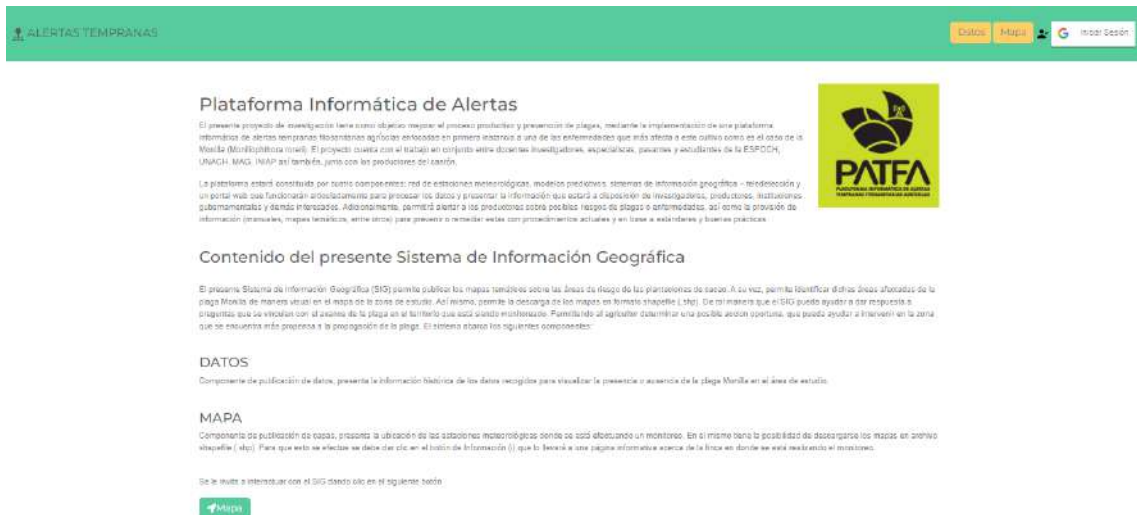 ALERTAS TEMPRANAS
Datos Mapa Iniciar Sesión
Plataforma Informática de Alertas
El presente proyecto de investigación tiene como objetivo mejorar el proceso productivo y prevención de plagas, mediante la implementación de una plataforma
informática de alertas tempranas fitosanitarias agrícolas enfocadas en primera instancia a una de las enfermedades que más afecta a este cultivo como es el caso de la
Monilla (Moniliophthora roreri). El proyecto cuenta con el trabajo en conjunto entre docentes investigadores, especialistas, pasantes y estudiantes de la ESPOCH,
UNACH, MAG, INIAP así también, junto con los productores del cantón.
La plataforma estará constituida por cuatro componentes: red de estaciones meteorológicas, modelos predictivos, sistemas de información geográfica – teledetección y
un portal web que funcionarán articuladamente para procesar los datos y presentar la información que estará a disposición de investigadores, productores, instituciones
gubernamentales y demás interesados. Adicionalmente, permitirá alertar a los productores sobre posibles riesgos de plagas o enfermedades, así como la provisión de
información (manuales, mapas temáticos, entre otros) para prevenir o remediar estas con procedimientos actuales y en base a estándares y buenas prácticas.
PATFA
PLATAFORMA INFORMÁTICA DE ALERTAS
TEMPRANAS FITOSANITARIAS AGRÍCOLAS
Contenido del presente Sistema de Información Geográfica
El presente Sistema de Información Geográfica (SIG) permite publicar los mapas temáticos sobre las áreas de riesgo de las plantaciones de cacao. A su vez, permite identificar dichas áreas afectadas de la
plaga Monilla de manera visual en el mapa de la zona de estudio. Así mismo, permite la descarga de los mapas en formato shapefile (.shp). De tal manera que el SIG pueda ayudar a dar respuesta a
preguntas que se vinculen con el avance de la plaga en el territorio que está siendo monitoreado. Permitiendo al agricultor determinar una posible acción oportuna, que pueda ayudar a intervenir en la zona
que se encuentra más propensa a la propagación de la plaga. El sistema abarca los siguientes componentes:
DATOS
Componente de publicación de datos, presenta la información histórica de los datos recogidos para visualizar la presencia o ausencia de la plaga Monilla en el área de estudio.
MAPA
Componente de publicación de capas, presenta la ubicación de las estaciones meteorológicas donde se está efectuando un monitoreo. En el mismo tiene la posibilidad de descargarse los mapas en archivo
shapefile (.shp). Para que esto se efectúe se debe dar clic en el botón de Información (i) que lo llevará a una página informativa acerca de la finca en donde se está realizando el monitoreo.
Se le invita a interactuar con el SIG dando clic en el siguiente botón
Mapa